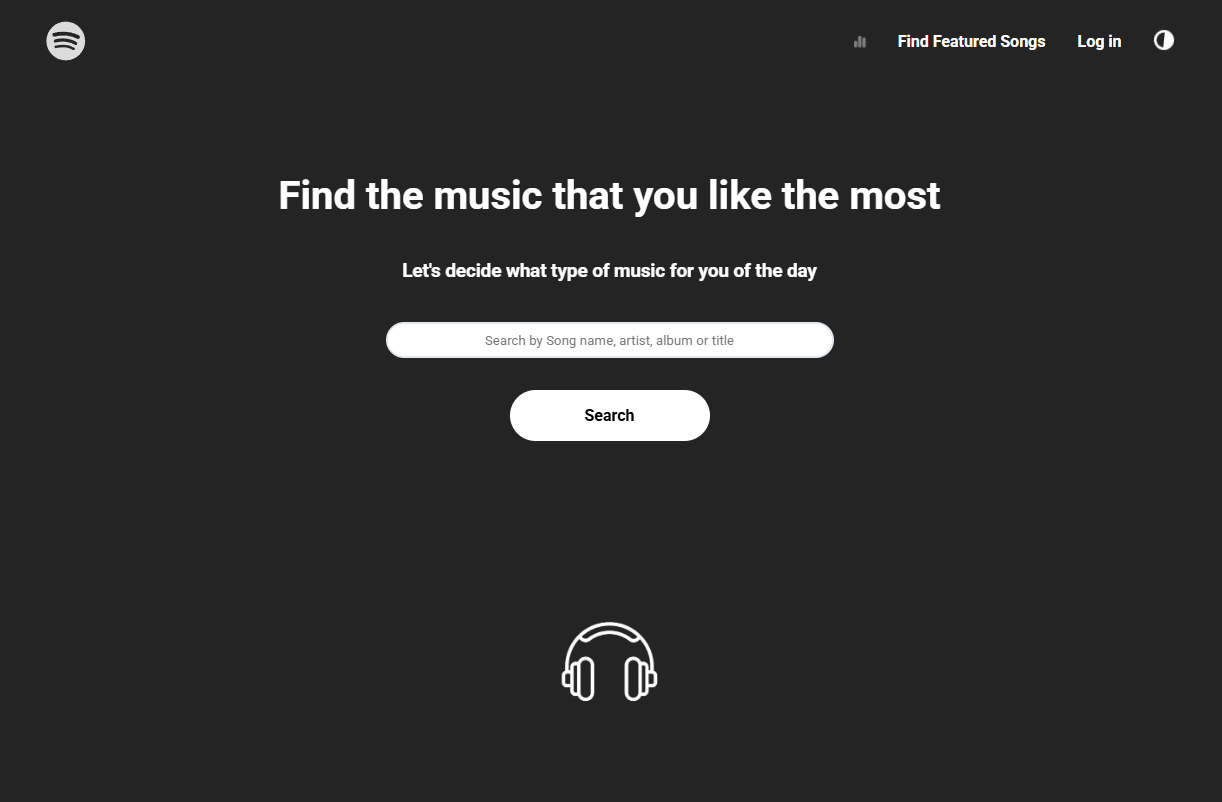 Find Featured Songs
Log in
Find the music that you like the most
Let's decide what type of music for you of the day
Search by Song name, artist, album or title
Search